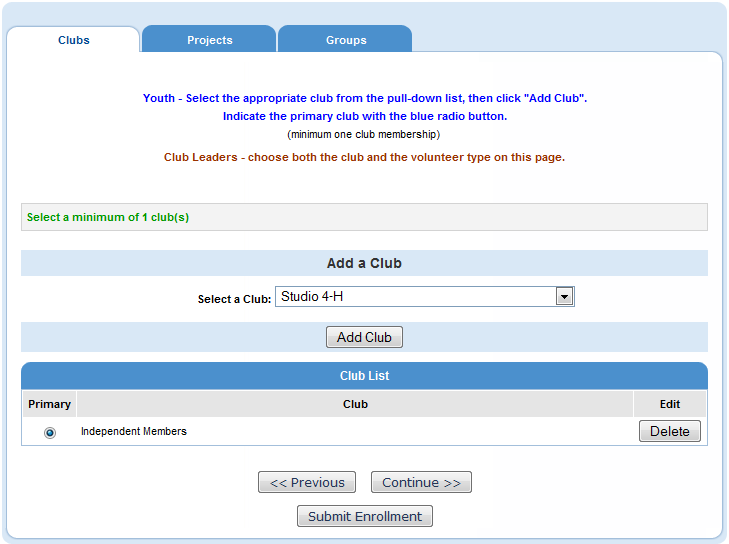 Clubs Projects Groups
Youth - Select the appropriate club from the pull-down list, then click "Add Club".
Indicate the primary club with the blue radio button.
(minimum one club membership)
Club Leaders - choose both the club and the volunteer type on this page.
Select a minimum of 1 club(s)
Add a Club
Select a Club: Studio 4-H
Add Club
Club List
Primary Club Edit
Independent Members Delete
<< Previous Continue >>
Submit Enrollment